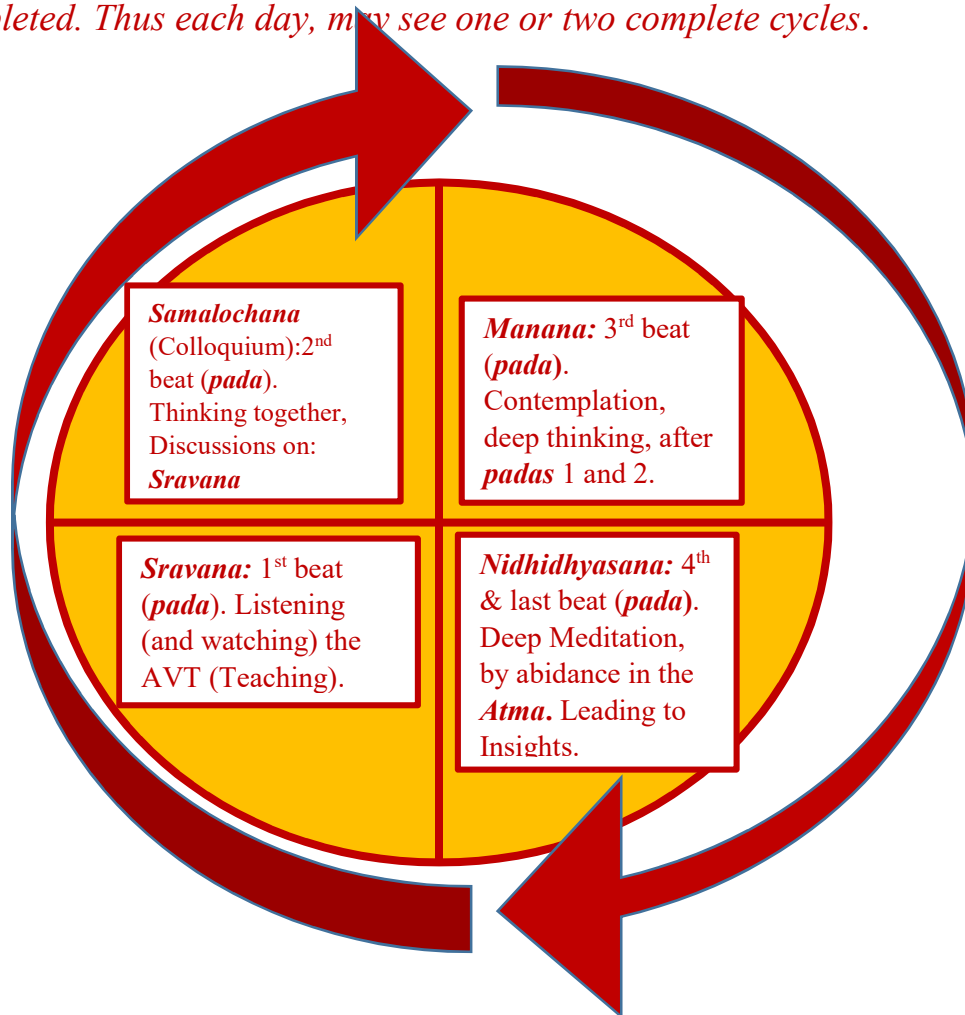 pleted. Thus each day, may see one or two complete cycles.
Samalochana
(Colloquium):2nd
beat (pada).
Thinking together,
Discussions on:
Sravana
Manana: 3rd beat
(pada).
Contemplation,
deep thinking, after
padas 1 and 2.
Sravana: 1st beat
(pada). Listening
(and watching) the
AVT (Teaching).
Nidhidhyasana: 4th
& last beat (pada).
Deep Meditation,
by abidance in the
Atma. Leading to
Insights.